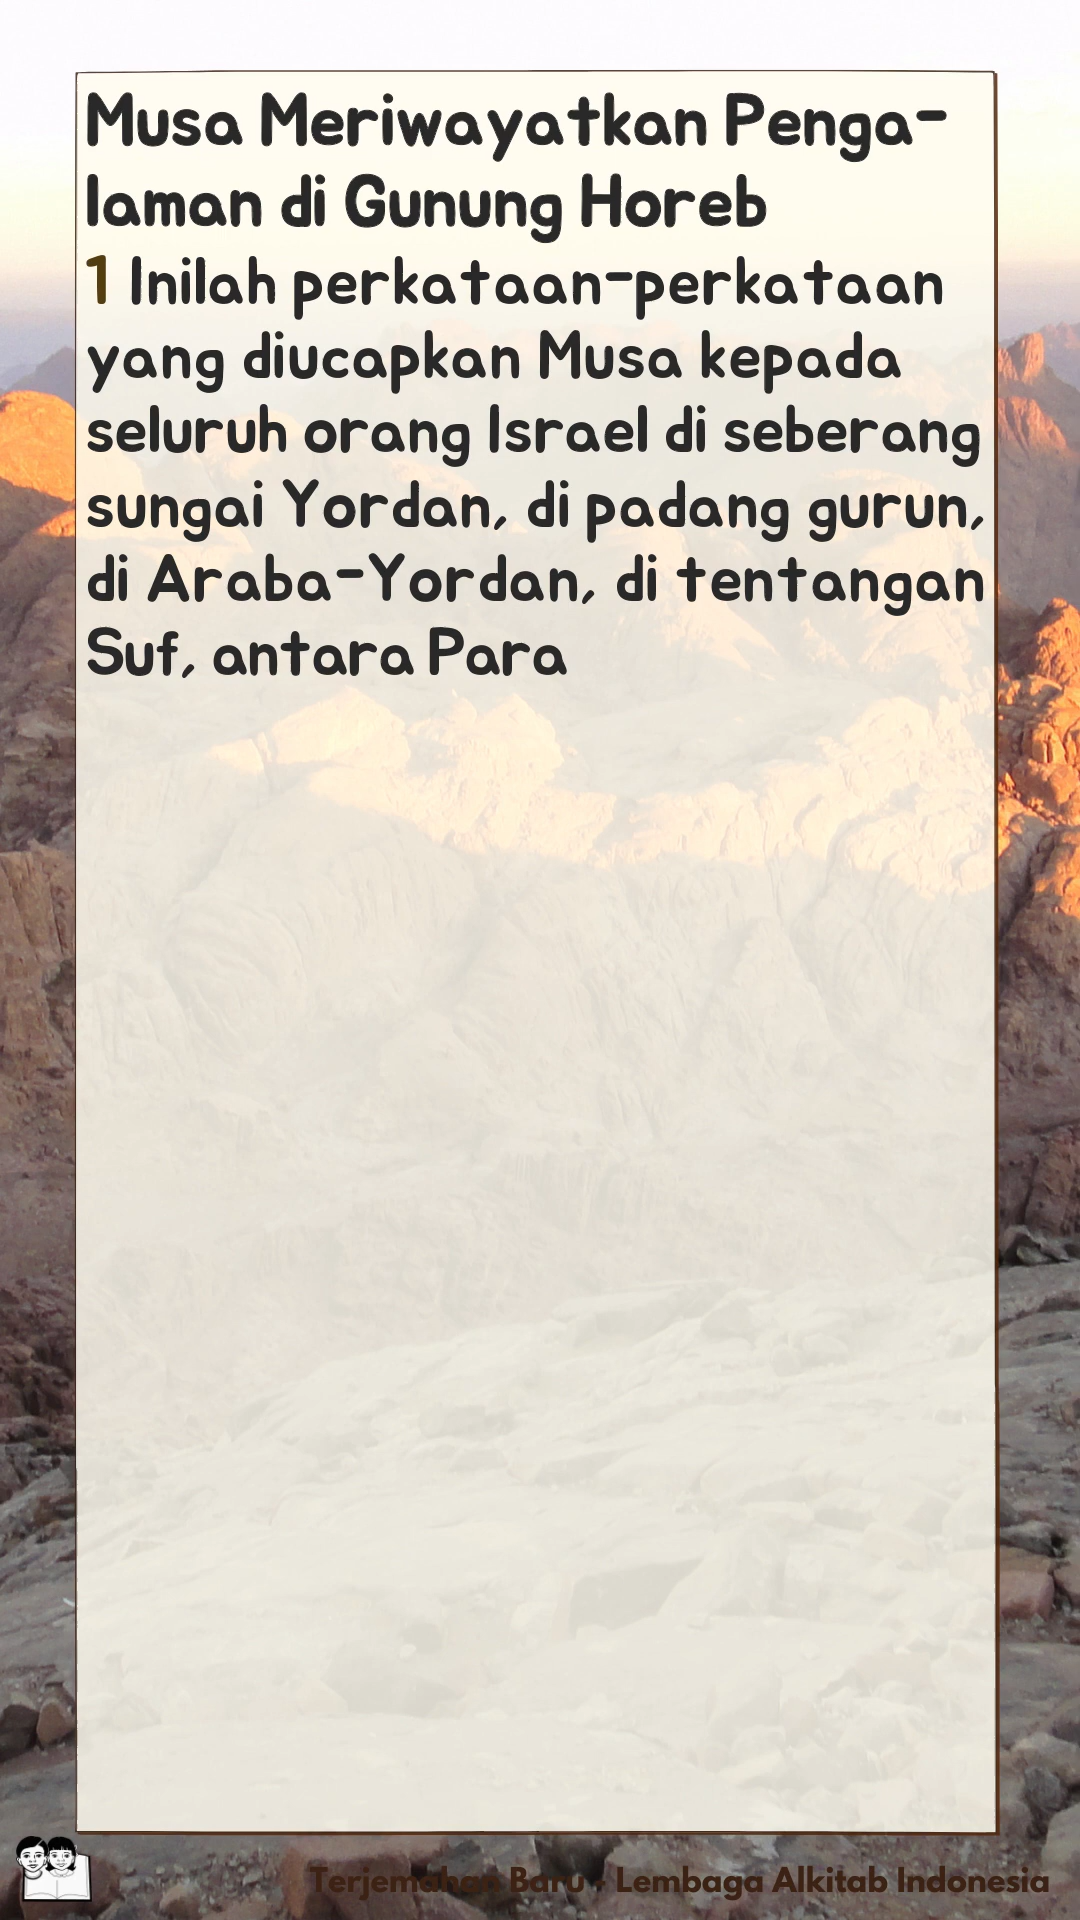 Musa Meriwayatkan Penga-
laman di Gunung Horeb
1 Inilah perkataan-perkataan
yang diucapkan Musa kepada
seluruh orang Israel di seberang
sungai Yordan, di padang gurun,
di Araba-Yordan, di tentangan
Suf, antara Para
Terjemahan Baru - Lembaga Alkitab Indonesia